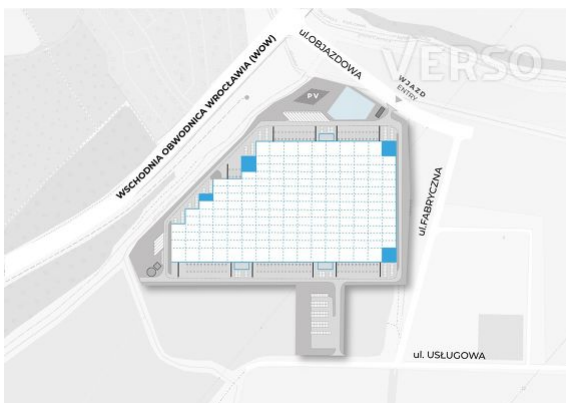 ul.OBJAZDOWA
VERSO
WSCHODNIA OBWODNICA WROCŁAWIA (WOW)
WJAZD
ENTRY
PV
ul.FABRYCZNA
ul. USŁUGOWA